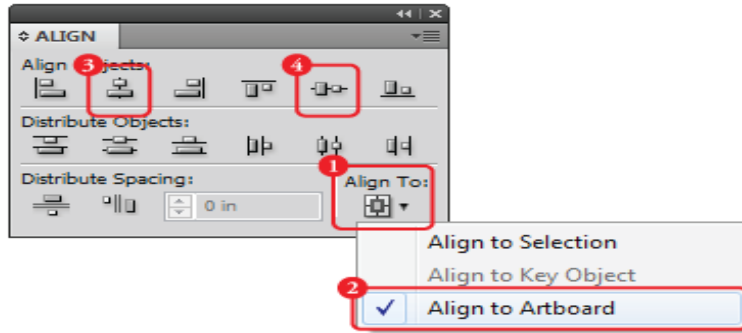 ALIGN
Align Objects:
3
4
Distribute Objects:
1
Distribute Spacing:
Align To:
0 in
Align to Selection
Align to Key Object
2
Align to Artboard